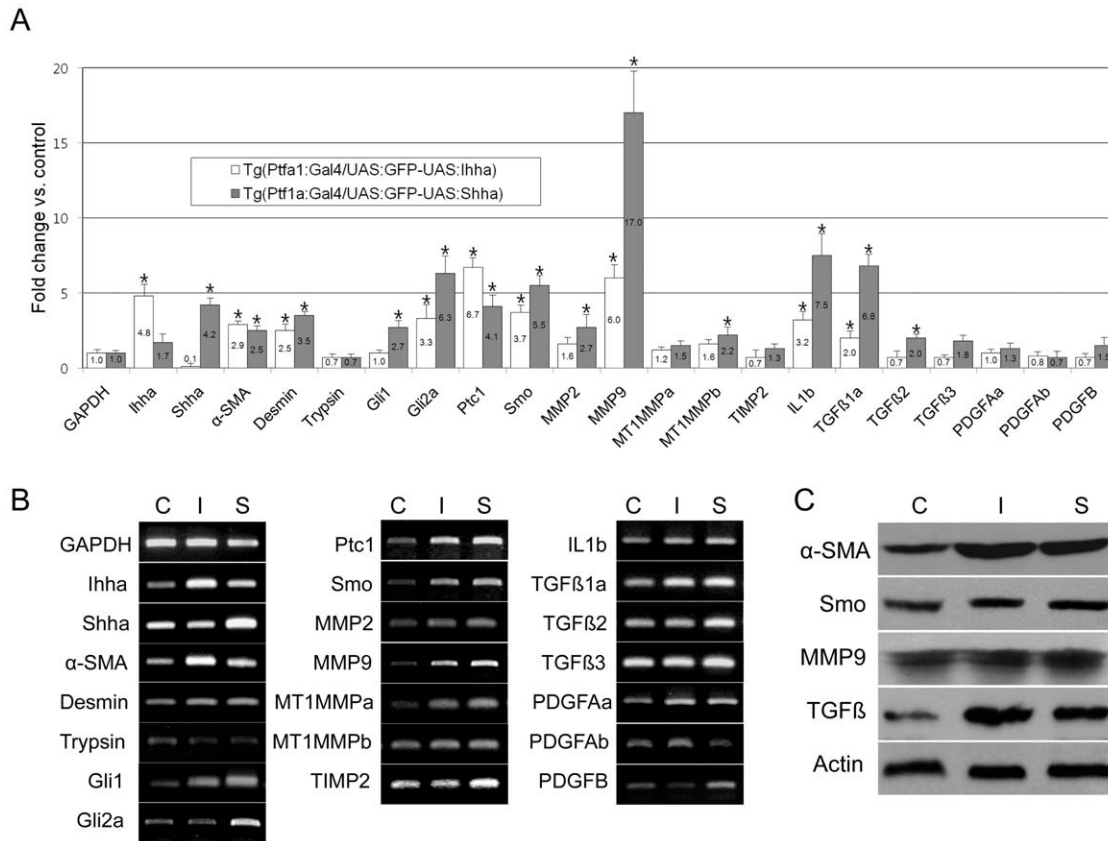 A
Fold change vs. control
20
15
10
5
0
Tg(Ptfa1:Gal4/UAS:GFP-UAS:Ihha)
Tg(Ptf1a:Gal4/UAS:GFP-UAS:Shha)
* * * * * * * * * * * * * * * * * * * * * *
1.0 1.0 4.8 1.7 0.1 4.2 2.9 2.5 2.5 3.5 0.7 0.7 1.0 2.7 3.3 6.3 6.7 4.1 3.7 5.5 1.6 2.7 6.0 17.0 1.2 1.5 1.6 2.2 0.7 1.3 3.2 7.5 2.0 6.8 0.7 2.0 0.7 1.8 1.0 1.3 0.8 0.7 0.7 1.5
GAPDH Ihha Shha α-SMA Desmin Trypsin Gli1 Gli2a Ptc1 Smo MMP2 MMP9 MT1MMPa MT1MMPb TIMP2 IL1b TGFß1a TGFß2 TGFß3 PDGFAa PDGFAb PDGFB
B
C I S
GAPDH
Ihha
Shha
α-SMA
Desmin
Trypsin
Gli1
Gli2a
C I S
Ptc1
Smo
MMP2
MMP9
MT1MMPa
MT1MMPb
TIMP2
C I S
IL1b
TGFß1a
TGFß2
TGFß3
PDGFAa
PDGFAb
PDGFB
C
C I S
α-SMA
Smo
MMP9
TGFß
Actin